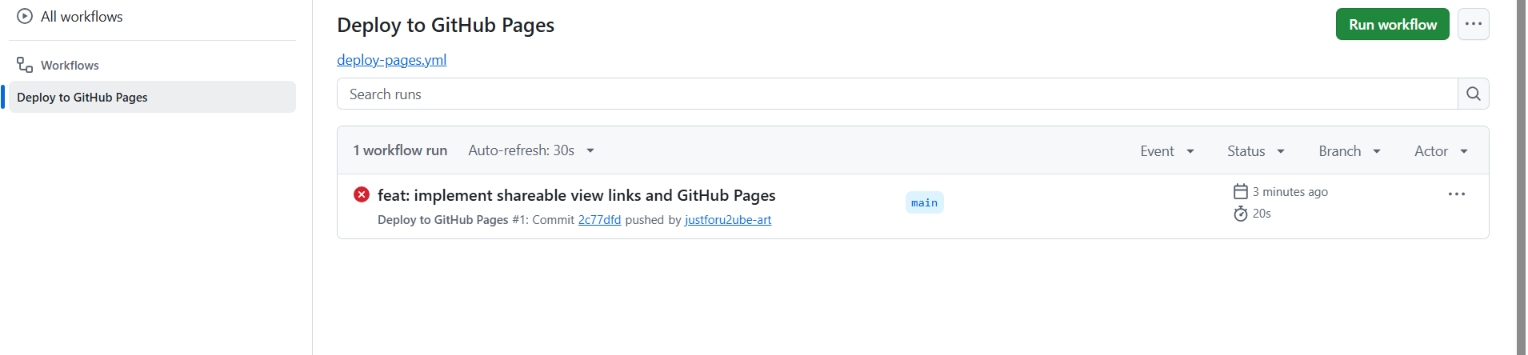 All workflows
Workflows
Deploy to GitHub Pages
Deploy to GitHub Pages
Run workflow
deploy-pages.yml
Search runs
1 workflow run Auto-refresh: 30s Event Status Branch Actor
feat: implement shareable view links and GitHub Pages
Deploy to GitHub Pages #1: Commit 2c77dfd pushed by justforu2ube-art
main
3 minutes ago
20s